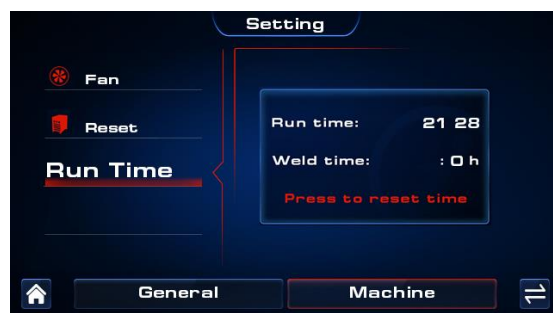 Setting
Fan
Reset
Run Time
Run time: 21 28
Weld time: : 0 h
Press to reset time
General
Machine